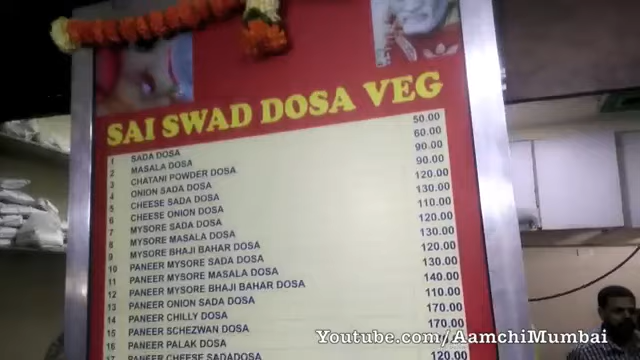 SAI SWAD DOSA VEG
1 SADA DOSA 50.00
2 MASALA DOSA 60.00
3 CHATANI POWDER DOSA 90.00
4 ONION SADA DOSA 90.00
5 CHEESE SADA DOSA 120.00
6 CHEESE ONION DOSA 130.00
7 MYSORE SADA DOSA 110.00
8 MYSORE MASALA DOSA 120.00
9 MYSORE BHAJI BAHAR DOSA 130.00
10 PANEER MYSORE SADA DOSA 120.00
11 PANEER MYSORE MASALA DOSA 130.00
12 PANEER MYSORE BHAJI BAHAR DOSA 140.00
13 PANEER ONION SADA DOSA 110.00
14 PANEER CHILLY DOSA 170.00
15 PANEER SCHEZWAN DOSA 170.00
16 PANEER PALAK DOSA
17 PANEER CHEESE SADADOSA 120.00
Youtube.com/AamchiMumbai